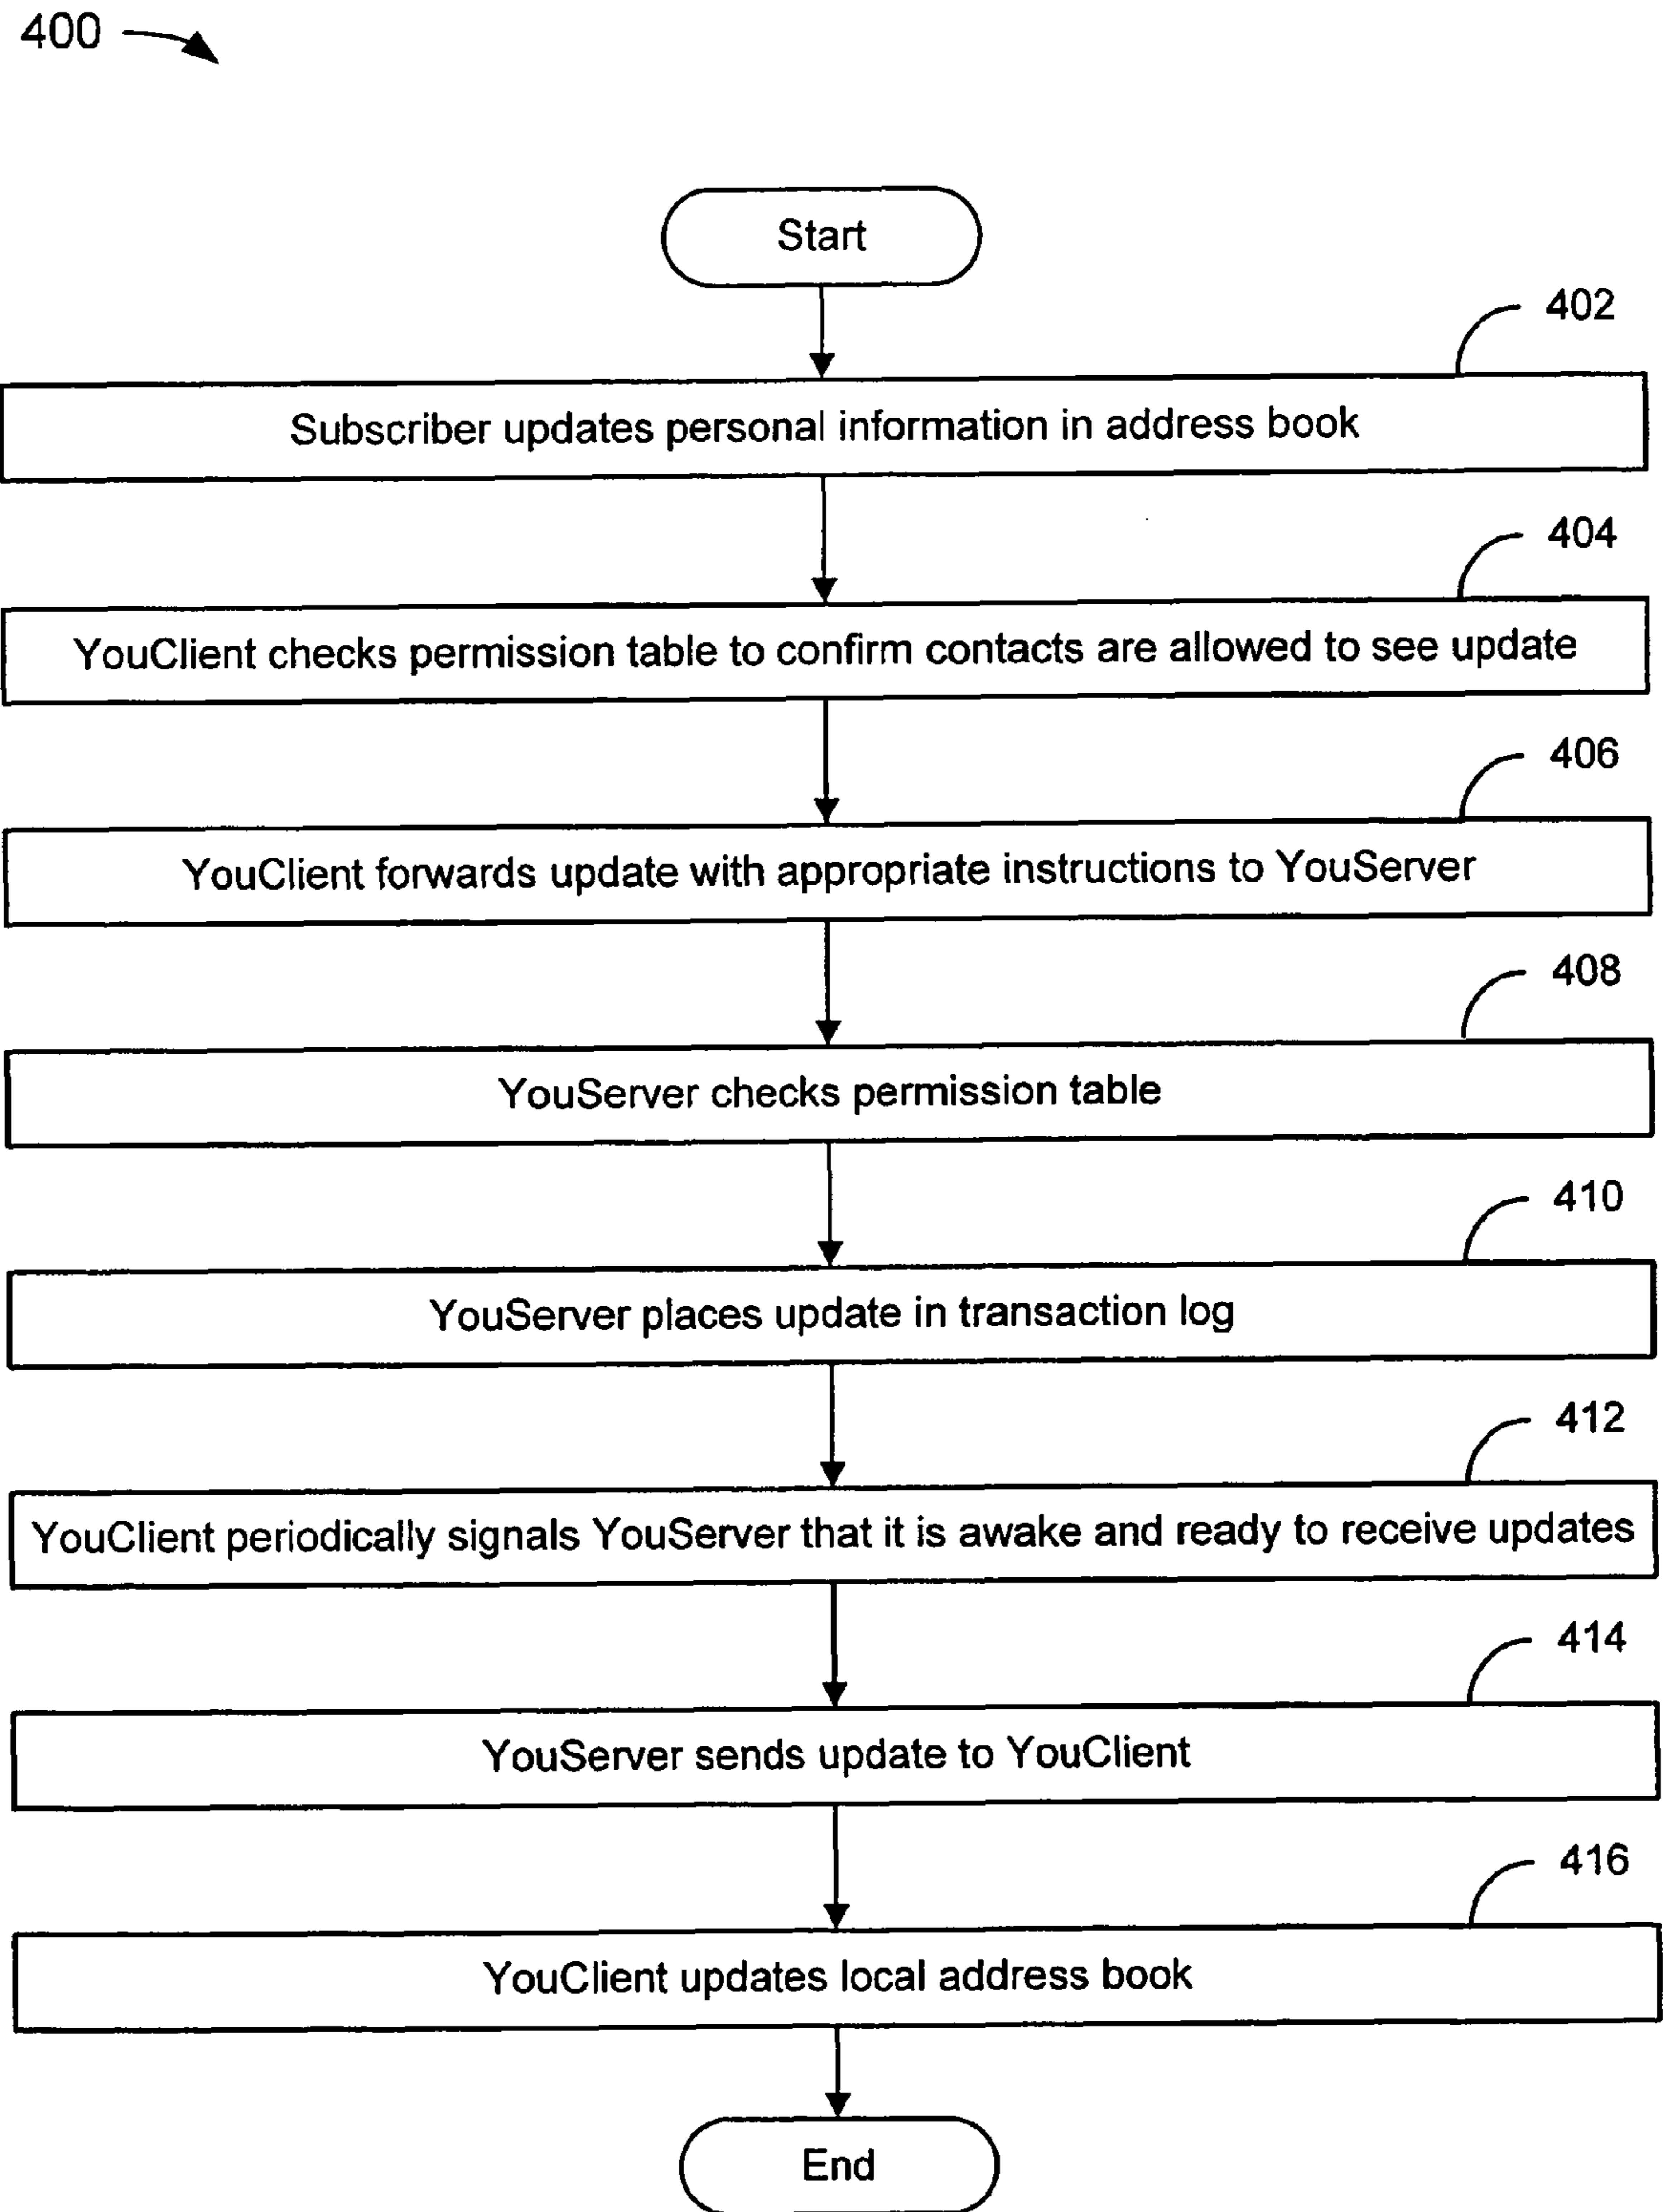 400
Start
402
Subscriber updates personal information in address book
404
YouClient checks permission table to confirm contacts are allowed to see update
406
YouClient forwards update with appropriate instructions to YouServer
408
YouServer checks permission table
410
YouServer places update in transaction log
412
YouClient periodically signals YouServer that it is awake and ready to receive updates
414
YouServer sends update to YouClient
416
YouClient updates local address book
End